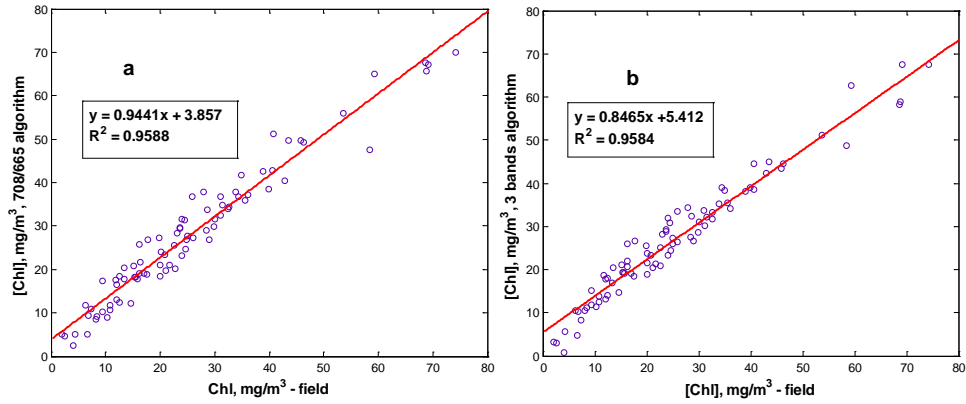 80
70
60
50
40
30
20
10
0
[Chl], mg/m³, 708/665 algorithm
a
y = 0.9441x + 3.857
R² = 0.9588
0 10 20 30 40 50 60 70 80
Chl, mg/m³ - field
80
70
60
50
40
30
20
10
0
[Chl], mg/m³, 3 bands algorithm
b
y = 0.8465x +5.412
R² = 0.9584
0 10 20 30 40 50 60 70 80
[Chl], mg/m³ - field